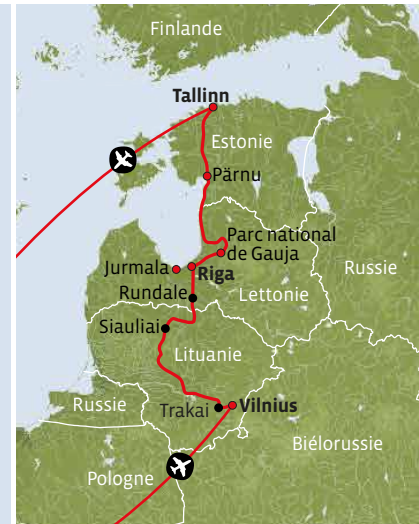 Finlande
Tallinn
Estonie
Pärnu
Parc national
de Gauja
Jurmala
Riga
Russie
Rundale
Lettonie
Siauliai
Lituanie
Russie
Trakai
Vilnius
Biélorussie
Pologne